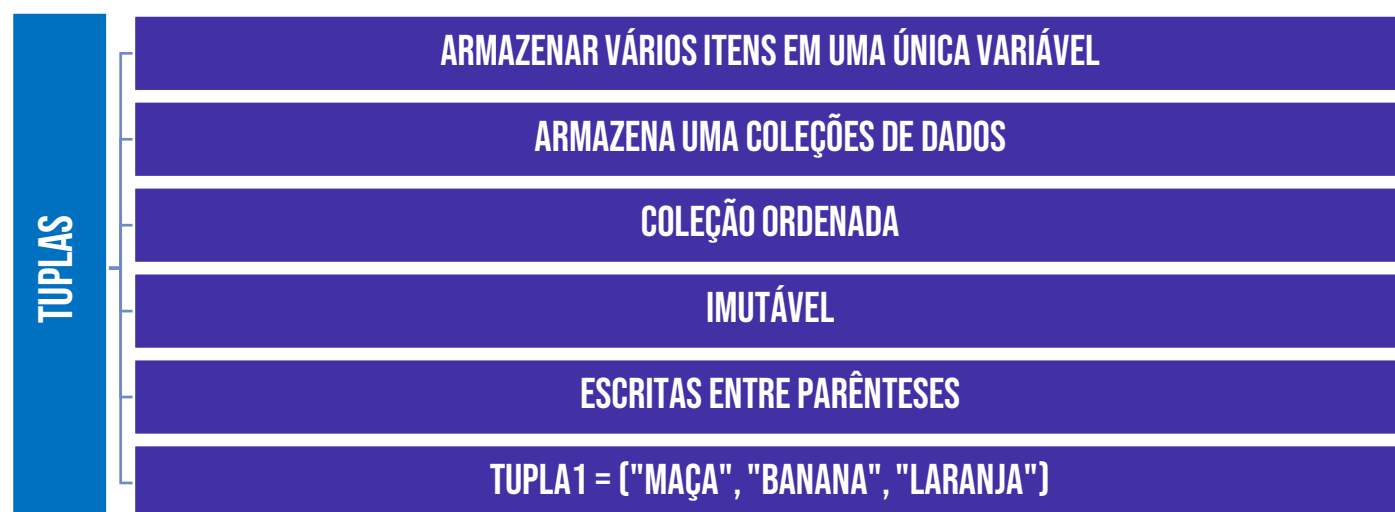 TUPLAS
ARMAZENAR VÁRIOS ITENS EM UMA ÚNICA VARIÁVEL
ARMAZENA UMA COLEÇÕES DE DADOS
COLEÇÃO ORDENADA
IMUTÁVEL
ESCRITAS ENTRE PARÊNTESES
TUPLA1 = ("MAÇA", "BANANA", "LARANJA")